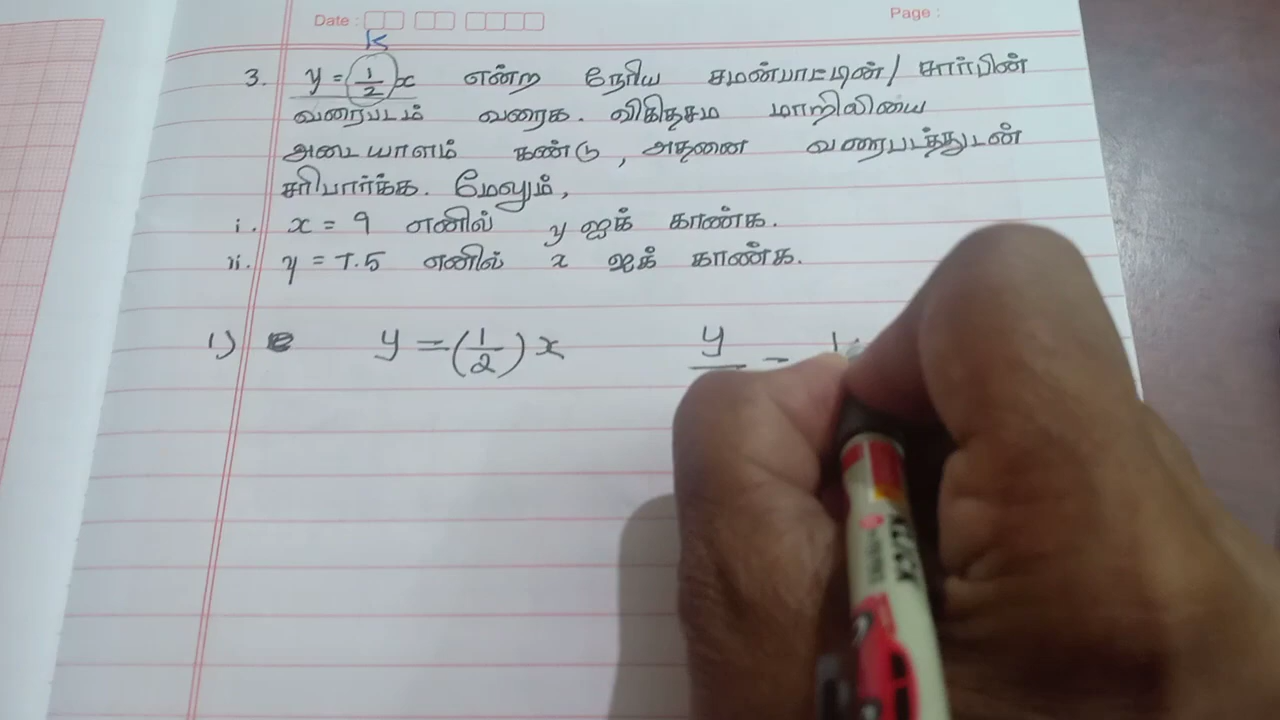 Date :
Page :
k
3. y = (1/2) x என்ற நேரிய சமன்பாட்டின்/ சார்பின்
வரைபடம் வரைக. விகிதசம மாறிலியை
அடையாளம் கண்டு, அதனை வரைபடத்துடன்
சரிபார்க்க. மேலும்,
i. x = 9 எனில் y ஐக் காண்க.
ii. y = 7.5 எனில் x ஐக் காண்க.
1) y = (1/2) x y =
KLICK